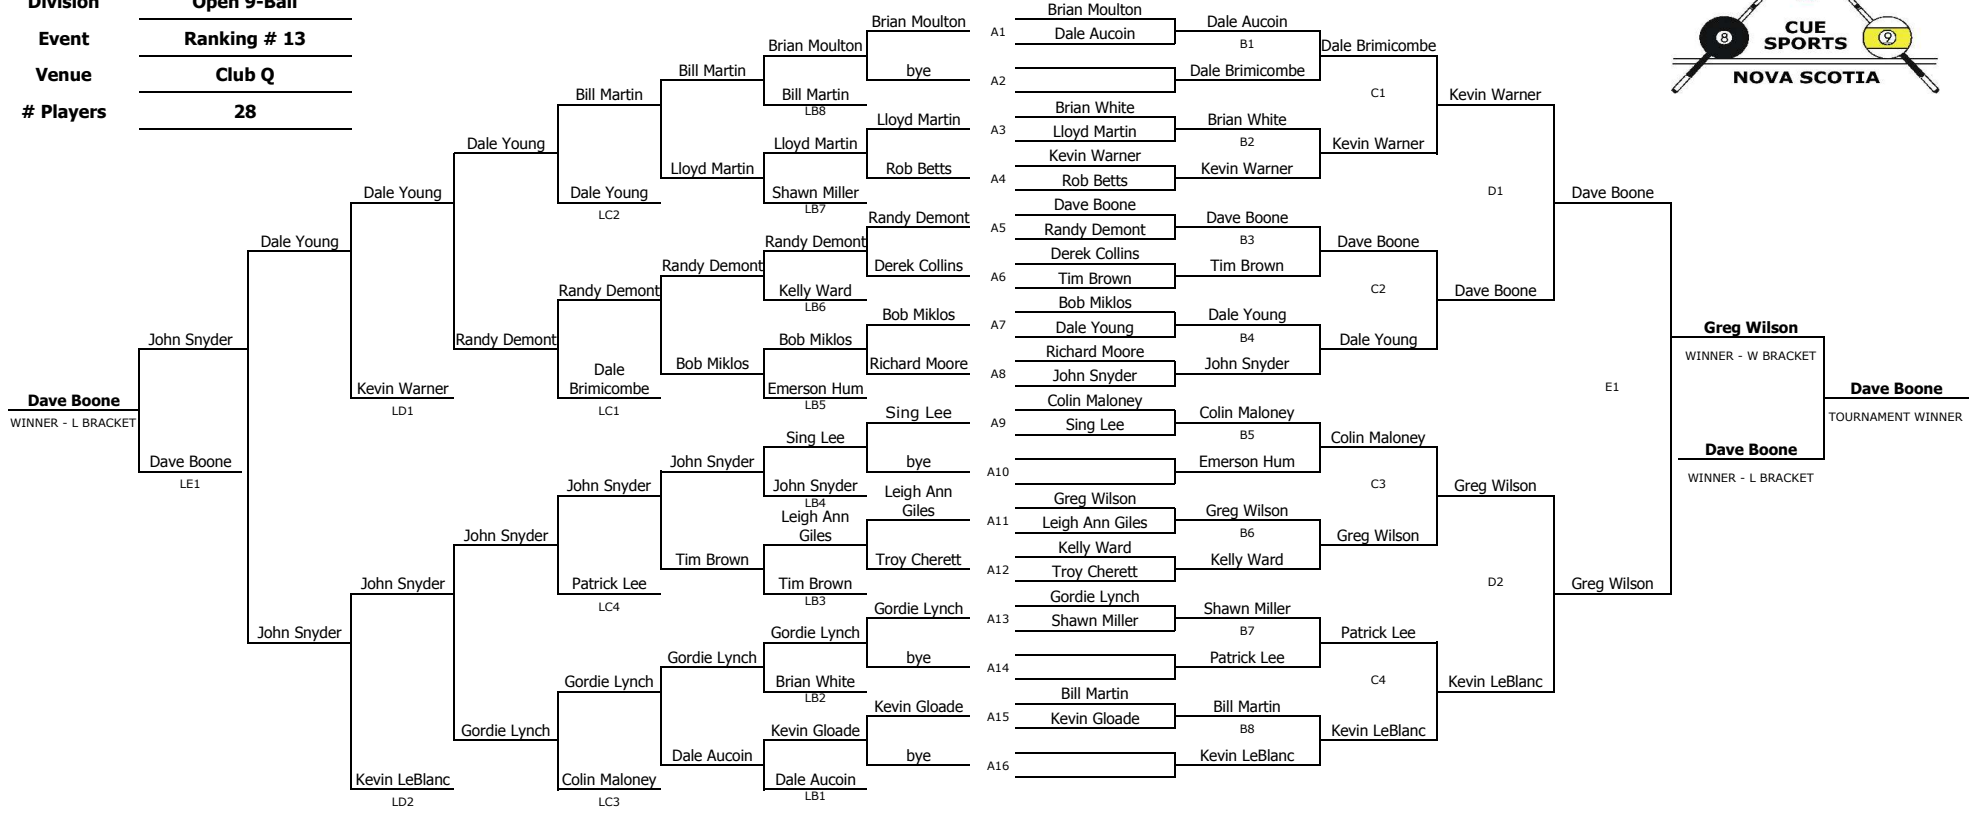 Division Open 9-Ball
Event Ranking # 13
Venue Club Q
# Players 28
8 9
CUE
SPORTS
NOVA SCOTIA
Dave Boone
WINNER - L BRACKET
John Snyder
Dave Boone
LE1
Dale Young
John Snyder
Dale Young
Kevin Warner
LD1
John Snyder
Kevin LeBlanc
LD2
Dale Young
Randy Demont
John Snyder
Gordie Lynch
Bill Martin
Dale Young
LC2
Randy Demont
Dale
Brimicombe
LC1
John Snyder
Patrick Lee
LC4
Gordie Lynch
Colin Maloney
LC3
Bill Martin
Lloyd Martin
Randy Demont
Bob Miklos
John Snyder
Tim Brown
Gordie Lynch
Dale Aucoin
Brian Moulton
Bill Martin
LB8
Lloyd Martin
Shawn Miller
LB7
Randy Demont
Kelly Ward
LB6
Bob Miklos
Emerson Hum
LB5
Sing Lee
John Snyder
LB4
Leigh Ann
Giles
Tim Brown
LB3
Gordie Lynch
Brian White
LB2
Kevin Gloade
Dale Aucoin
LB1
Brian Moulton
bye
Lloyd Martin
Rob Betts
Randy Demont
Derek Collins
Bob Miklos
Richard Moore
Sing Lee
bye
Leigh Ann
Giles
Troy Cherett
Gordie Lynch
bye
Kevin Gloade
bye
A1
A2
A3
A4
A5
A6
A7
A8
A9
A10
A11
A12
A13
A14
A15
A16
Brian Moulton
Dale Aucoin
Brian White
Lloyd Martin
Kevin Warner
Rob Betts
Dave Boone
Randy Demont
Derek Collins
Tim Brown
Bob Miklos
Dale Young
Richard Moore
John Snyder
Colin Maloney
Sing Lee
Greg Wilson
Leigh Ann Giles
Kelly Ward
Troy Cherett
Gordie Lynch
Shawn Miller
Bill Martin
Kevin Gloade
Dale Aucoin
B1
Dale Brimicombe
Brian White
B2
Kevin Warner
Dave Boone
B3
Tim Brown
Dale Young
B4
John Snyder
Colin Maloney
B5
Emerson Hum
Greg Wilson
B6
Kelly Ward
Shawn Miller
B7
Patrick Lee
Bill Martin
B8
Kevin LeBlanc
Dale Brimicombe
C1
Kevin Warner
Dave Boone
C2
Dale Young
Colin Maloney
C3
Greg Wilson
Patrick Lee
C4
Kevin LeBlanc
Kevin Warner
D1
Dave Boone
Greg Wilson
D2
Kevin LeBlanc
Dave Boone
E1
Greg Wilson
Greg Wilson
WINNER - W BRACKET
Dave Boone
WINNER - L BRACKET
Dave Boone
TOURNAMENT WINNER